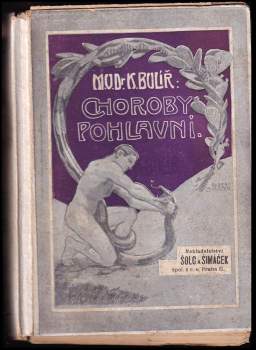 MUDr. K. BULÍŘ:
CHOROBY
POHLAVNÍ.
Nakladatelství
ŠOLC A ŠIMÁČEK
Spol. s r. o. Praha II.